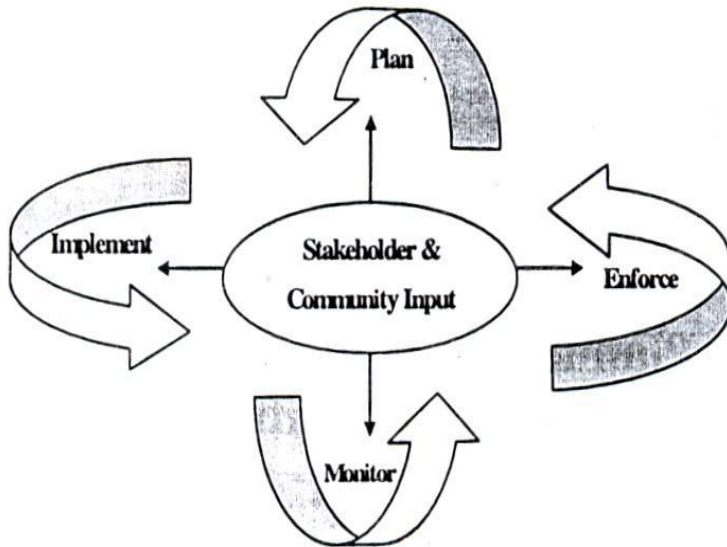 Plan
Implement
Stakeholder &
Community Input
Enforce
Monitor